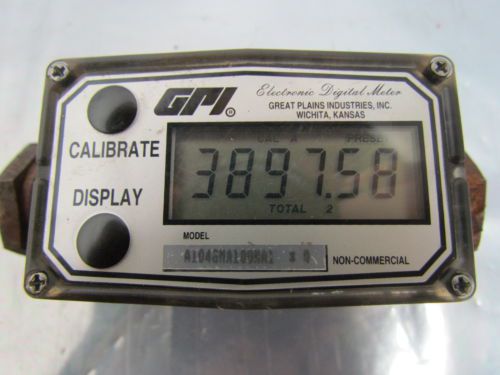 GPI®
Electronic Digital Meter
GREAT PLAINS INDUSTRIES, INC.
WICHITA, KANSAS
CALIBRATE
CAL A PRESET
3897.58
TOTAL 2
DISPLAY
MODEL
NON-COMMERCIAL